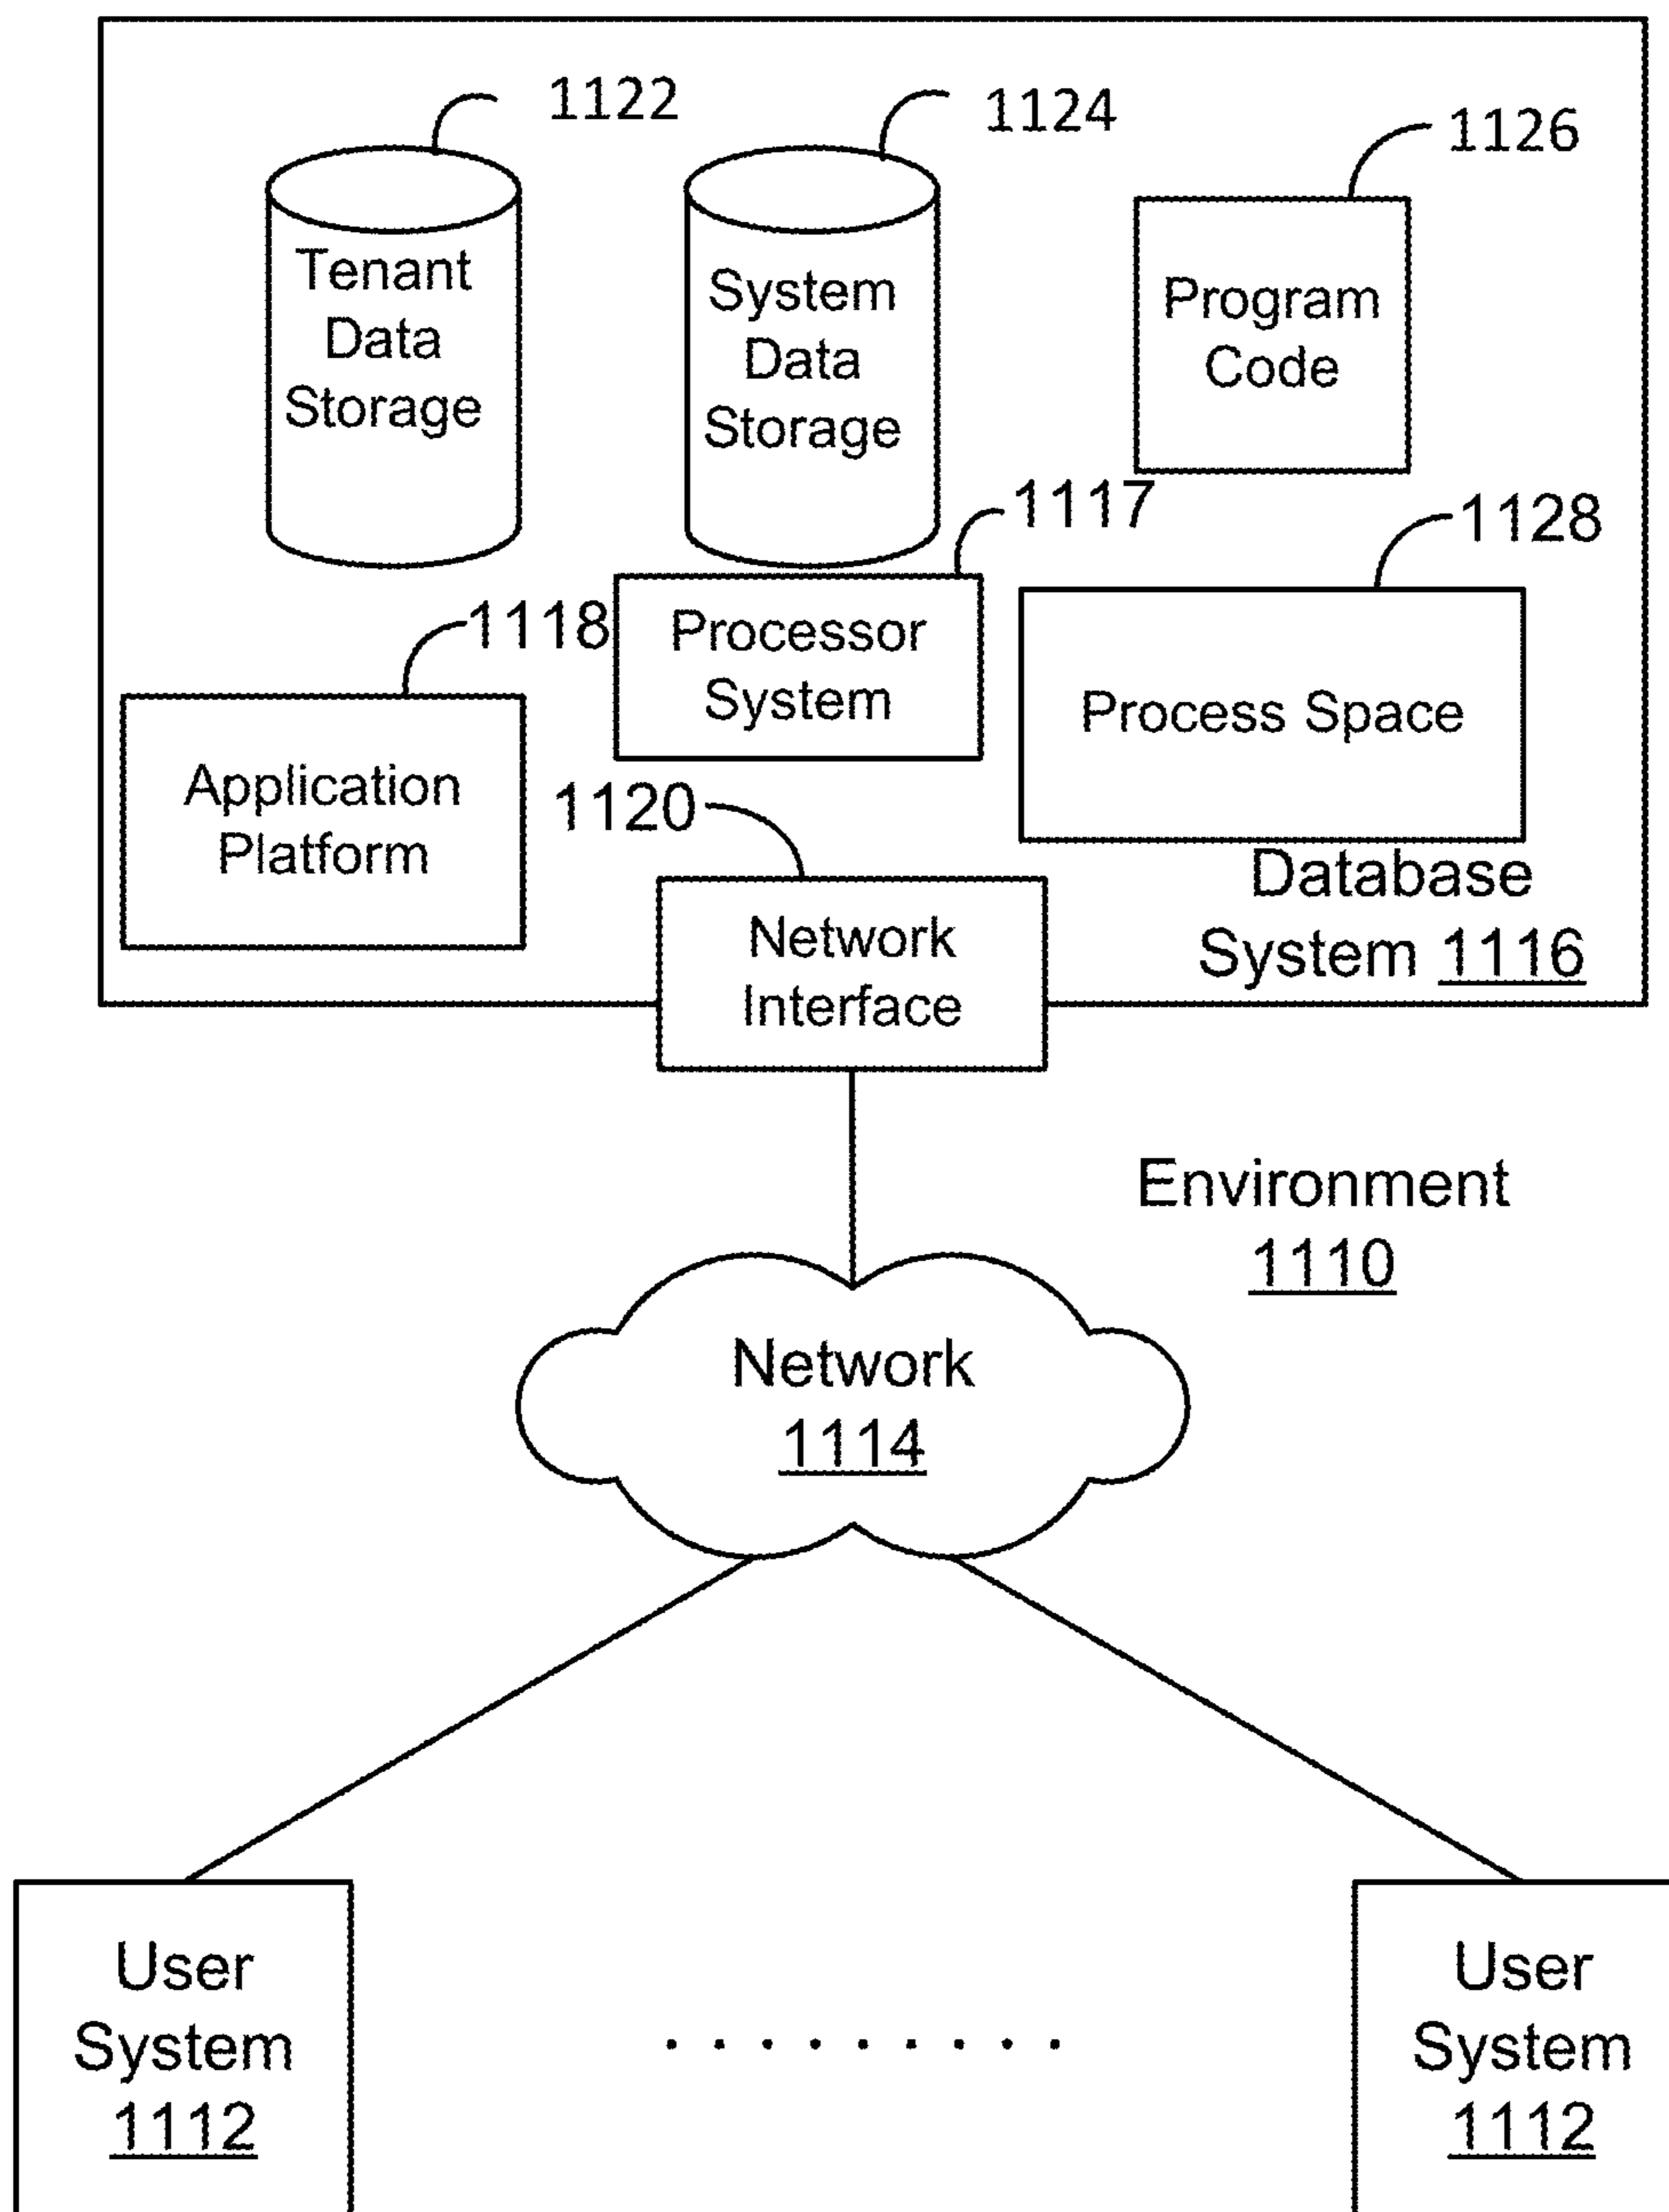 1122
1124
1126
Tenant
Data
Storage
System
Data
Storage
Program
Code
1117
1128
1118
Processor
System
Process Space
Application
Platform
1120
Database
System 1116
Network
Interface
Environment
1110
Network
1114
User
System
1112
User
System
1112